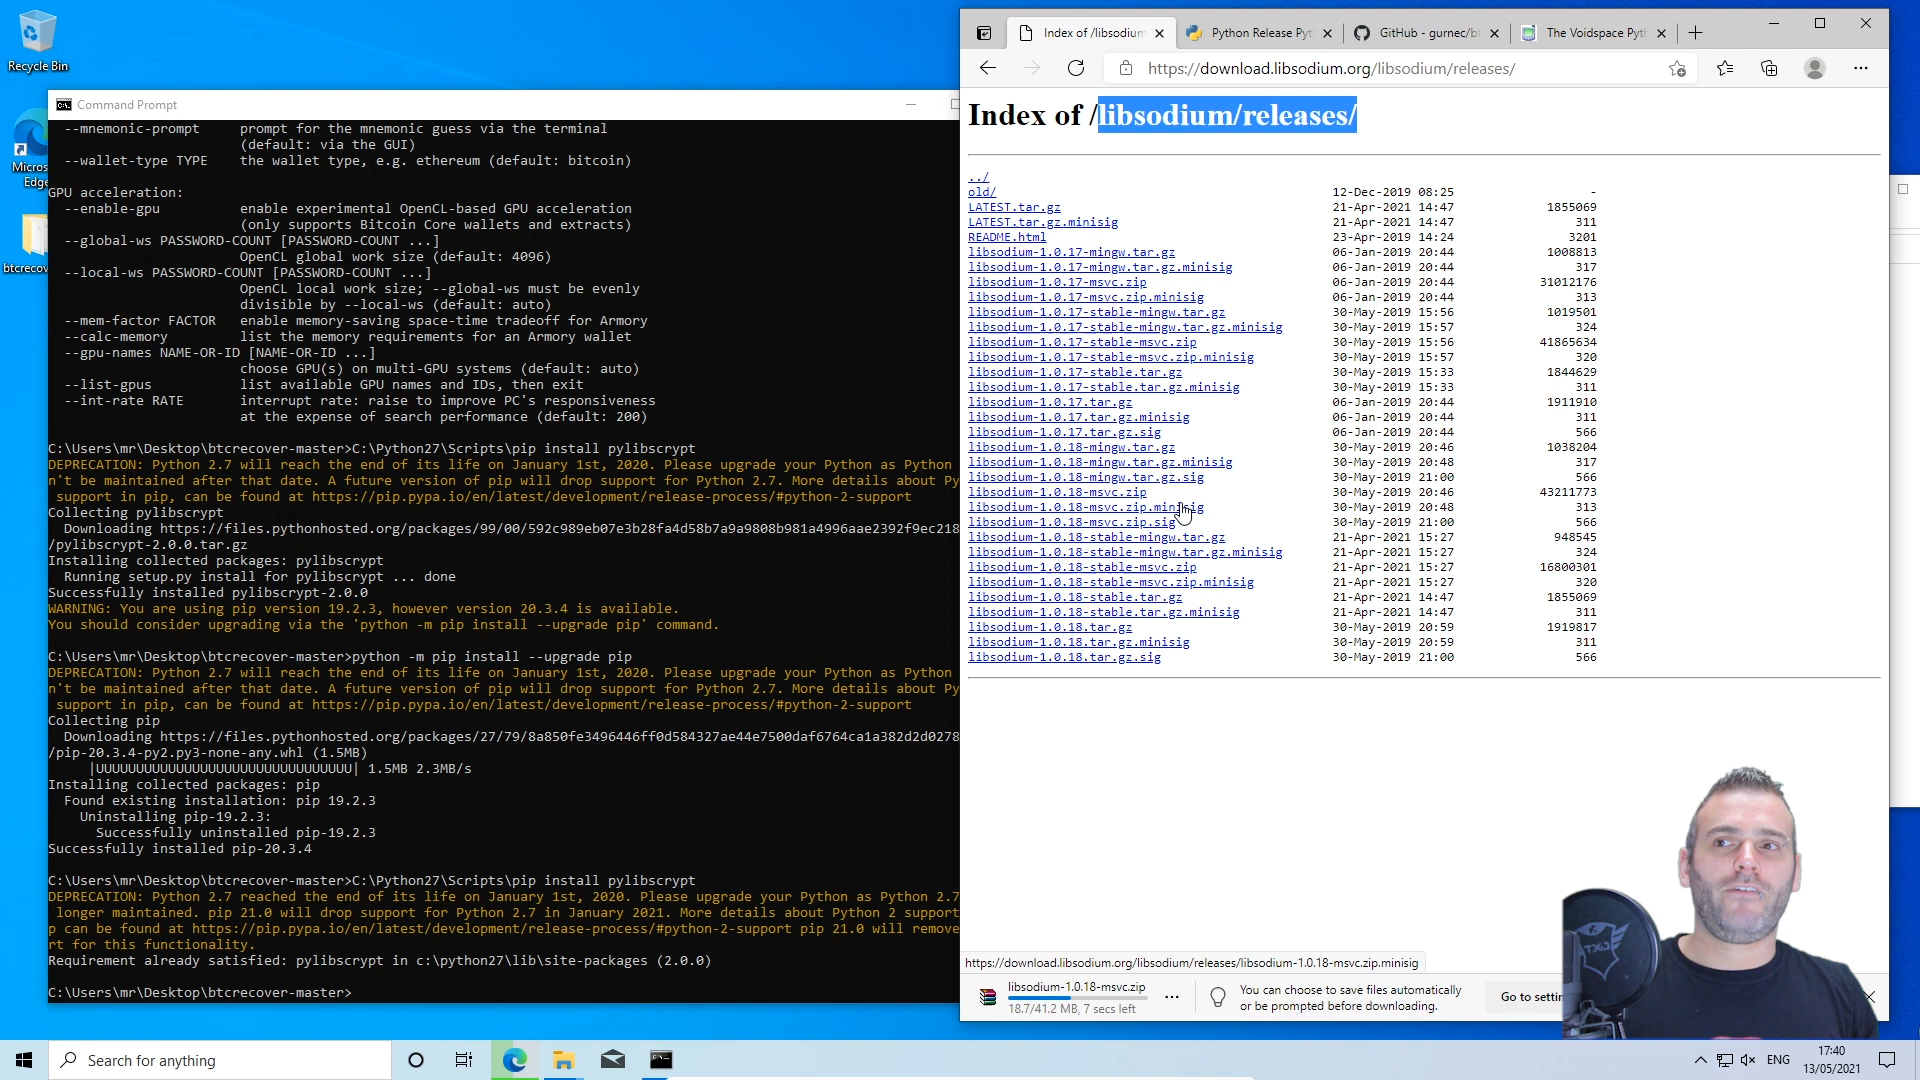 Recycle Bin
Micros
Edge
btcrecov
Command Prompt
--mnemonic-prompt prompt for the mnemonic guess via the terminal
(default: via the GUI)
--wallet-type TYPE the wallet type, e.g. ethereum (default: bitcoin)
GPU acceleration:
--enable-gpu enable experimental OpenCL-based GPU acceleration
(only supports Bitcoin Core wallets and extracts)
--global-ws PASSWORD-COUNT [PASSWORD-COUNT ...]
OpenCL global work size (default: 4096)
--local-ws PASSWORD-COUNT [PASSWORD-COUNT ...]
OpenCL local work size; --global-ws must be evenly
divisible by --local-ws (default: auto)
--mem-factor FACTOR enable memory-saving space-time tradeoff for Armory
--calc-memory list the memory requirements for an Armory wallet
--gpu-names NAME-OR-ID [NAME-OR-ID ...]
choose GPU(s) on multi-GPU systems (default: auto)
--list-gpus list available GPU names and IDs, then exit
--int-rate RATE interrupt rate: raise to improve PC's responsiveness
at the expense of search performance (default: 200)
C:\Users\mr\Desktop\btcrecover-master>C:\Python27\Scripts\pip install pylibscrypt
DEPRECATION: Python 2.7 will reach the end of its life on January 1st, 2020. Please upgrade your Python as Python
n't be maintained after that date. A future version of pip will drop support for Python 2.7. More details about Py
support in pip, can be found at https://pip.pypa.io/en/latest/development/release-process/#python-2-support
Collecting pylibscrypt
Downloading https://files.pythonhosted.org/packages/99/00/592c989eb07e3b28fa4d58b7a9a9808b981a4996aae2392f9ec218
/pylibscrypt-2.0.0.tar.gz
Installing collected packages: pylibscrypt
Running setup.py install for pylibscrypt ... done
Successfully installed pylibscrypt-2.0.0
WARNING: You are using pip version 19.2.3, however version 20.3.4 is available.
You should consider upgrading via the 'python -m pip install --upgrade pip' command.
C:\Users\mr\Desktop\btcrecover-master>python -m pip install --upgrade pip
DEPRECATION: Python 2.7 will reach the end of its life on January 1st, 2020. Please upgrade your Python as Python
n't be maintained after that date. A future version of pip will drop support for Python 2.7. More details about Py
support in pip, can be found at https://pip.pypa.io/en/latest/development/release-process/#python-2-support
Collecting pip
Downloading https://files.pythonhosted.org/packages/27/79/8a850fe3496446ff0d584327ae44e7500daf6764ca1a382d2d0278
/pip-20.3.4-py2.py3-none-any.whl (1.5MB)
|UUUUUUUUUUUUUUUUUUUUUUUUUUUUUUUU| 1.5MB 2.3MB/s
Installing collected packages: pip
Found existing installation: pip 19.2.3
Uninstalling pip-19.2.3:
Successfully uninstalled pip-19.2.3
Successfully installed pip-20.3.4
C:\Users\mr\Desktop\btcrecover-master>C:\Python27\Scripts\pip install pylibscrypt
DEPRECATION: Python 2.7 reached the end of its life on January 1st, 2020. Please upgrade your Python as Python 2.7
longer maintained. pip 21.0 will drop support for Python 2.7 in January 2021. More details about Python 2 support
p can be found at https://pip.pypa.io/en/latest/development/release-process/#python-2-support pip 21.0 will remove
rt for this functionality.
Requirement already satisfied: pylibscrypt in c:\python27\lib\site-packages (2.0.0)
C:\Users\mr\Desktop\btcrecover-master>
Index of /libsodium
Python Release Pyt
GitHub - gurnec/bt
The Voidspace Pyth
https://download.libsodium.org/libsodium/releases/
Index of /libsodium/releases/
../
old/ 12-Dec-2019 08:25 -
LATEST.tar.gz 21-Apr-2021 14:47 1855069
LATEST.tar.gz.minisig 21-Apr-2021 14:47 311
README.html 23-Apr-2019 14:24 3201
libsodium-1.0.17-mingw.tar.gz 06-Jan-2019 20:44 1008813
libsodium-1.0.17-mingw.tar.gz.minisig 06-Jan-2019 20:44 317
libsodium-1.0.17-msvc.zip 06-Jan-2019 20:44 31012176
libsodium-1.0.17-msvc.zip.minisig 06-Jan-2019 20:44 313
libsodium-1.0.17-stable-mingw.tar.gz 30-May-2019 15:56 1019501
libsodium-1.0.17-stable-mingw.tar.gz.minisig 30-May-2019 15:57 324
libsodium-1.0.17-stable-msvc.zip 30-May-2019 15:56 41865634
libsodium-1.0.17-stable-msvc.zip.minisig 30-May-2019 15:57 320
libsodium-1.0.17-stable.tar.gz 30-May-2019 15:33 1844629
libsodium-1.0.17-stable.tar.gz.minisig 30-May-2019 15:33 311
libsodium-1.0.17.tar.gz 06-Jan-2019 20:44 1911910
libsodium-1.0.17.tar.gz.minisig 06-Jan-2019 20:44 311
libsodium-1.0.17.tar.gz.sig 06-Jan-2019 20:44 566
libsodium-1.0.18-mingw.tar.gz 30-May-2019 20:46 1038204
libsodium-1.0.18-mingw.tar.gz.minisig 30-May-2019 20:48 317
libsodium-1.0.18-mingw.tar.gz.sig 30-May-2019 21:00 566
libsodium-1.0.18-msvc.zip 30-May-2019 20:46 43211773
libsodium-1.0.18-msvc.zip.minisig 30-May-2019 20:48 313
libsodium-1.0.18-msvc.zip.sig 30-May-2019 21:00 566
libsodium-1.0.18-stable-mingw.tar.gz 21-Apr-2021 15:27 948545
libsodium-1.0.18-stable-mingw.tar.gz.minisig 21-Apr-2021 15:27 324
libsodium-1.0.18-stable-msvc.zip 21-Apr-2021 15:27 16800301
libsodium-1.0.18-stable-msvc.zip.minisig 21-Apr-2021 15:27 320
libsodium-1.0.18-stable.tar.gz 21-Apr-2021 14:47 1855069
libsodium-1.0.18-stable.tar.gz.minisig 21-Apr-2021 14:47 311
libsodium-1.0.18.tar.gz 30-May-2019 20:59 1919817
libsodium-1.0.18.tar.gz.minisig 30-May-2019 20:59 311
libsodium-1.0.18.tar.gz.sig 30-May-2019 21:00 566
https://download.libsodium.org/libsodium/releases/libsodium-1.0.18-msvc.zip.minisig
libsodium-1.0.18-msvc.zip
18.7/41.2 MB, 7 secs left
You can choose to save files automatically
or be prompted before downloading.
Go to settin
TXD
Search for anything
ENG
17:40
13/05/2021